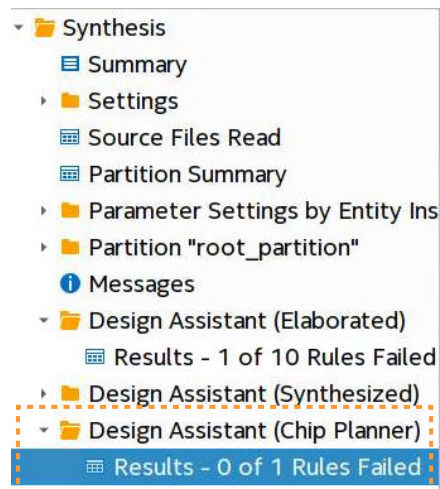 Synthesis
Summary
Settings
Source Files Read
Partition Summary
Parameter Settings by Entity Ins
Partition "root_partition"
Messages
Design Assistant (Elaborated)
Results - 1 of 10 Rules Failed
Design Assistant (Synthesized)
Design Assistant (Chip Planner)
Results - 0 of 1 Rules Failed